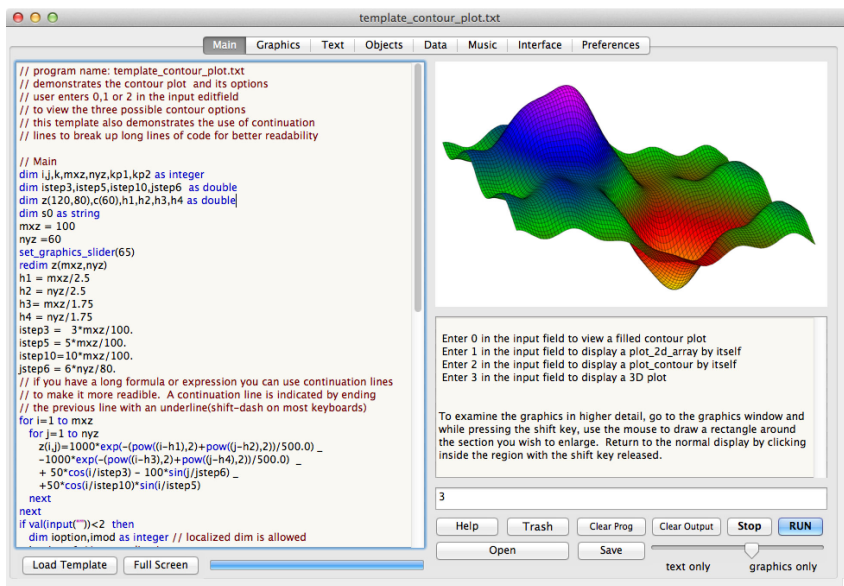 template_contour_plot.txt
Main Graphics Text Objects Data Music Interface Preferences
// program name: template_contour_plot.txt
// demonstrates the contour plot and its options
// user enters 0,1 or 2 in the input editfield
// to view the three possible contour options
// this template also demonstrates the use of continuation
// lines to break up long lines of code for better readability
// Main
dim i,j,k,mxz,nyz,kp1,kp2 as integer
dim istep3,istep5,istep10,jstep6 as double
dim z(120,80),c(60),h1,h2,h3,h4 as double
dim s0 as string
mxz = 100
nyz =60
set_graphics_slider(65)
redim z(mxz,nyz)
h1 = mxz/2.5
h2 = nyz/2.5
h3= mxz/1.75
h4 = nyz/1.75
istep3 = 3*mxz/100.
istep5 = 5*mxz/100.
istep10=10*mxz/100.
jstep6 = 6*nyz/80.
// if you have a long formula or expression you can use continuation lines
// to make it more readible. A continuation line is indicated by ending
// the previous line with an underline(shift-dash on most keyboards)
for i=1 to mxz
for j=1 to nyz
z(i,j)=1000*exp(-(pow((i-h1),2)+pow((j-h2),2))/500.0) _
-1000*exp(-(pow((i-h3),2)+pow((j-h4),2))/500.0) _
+ 50*cos(i/istep3) - 100*sin(j/jstep6) _
+50*cos(i/istep10)*sin(i/istep5)
next
next
if val(input(""))<2 then
dim ioption,imod as integer // localized dim is allowed
Load Template Full Screen
Enter 0 in the input field to view a filled contour plot
Enter 1 in the input field to display a plot_2d_array by itself
Enter 2 in the input field to display a plot_contour by itself
Enter 3 in the input field to display a 3D plot
To examine the graphics in higher detail, go to the graphics window and
while pressing the shift key, use the mouse to draw a rectangle around
the section you wish to enlarge. Return to the normal display by clicking
inside the region with the shift key released.
3
Help Trash Clear Prog Clear Output Stop RUN
Open Save
text only graphics only